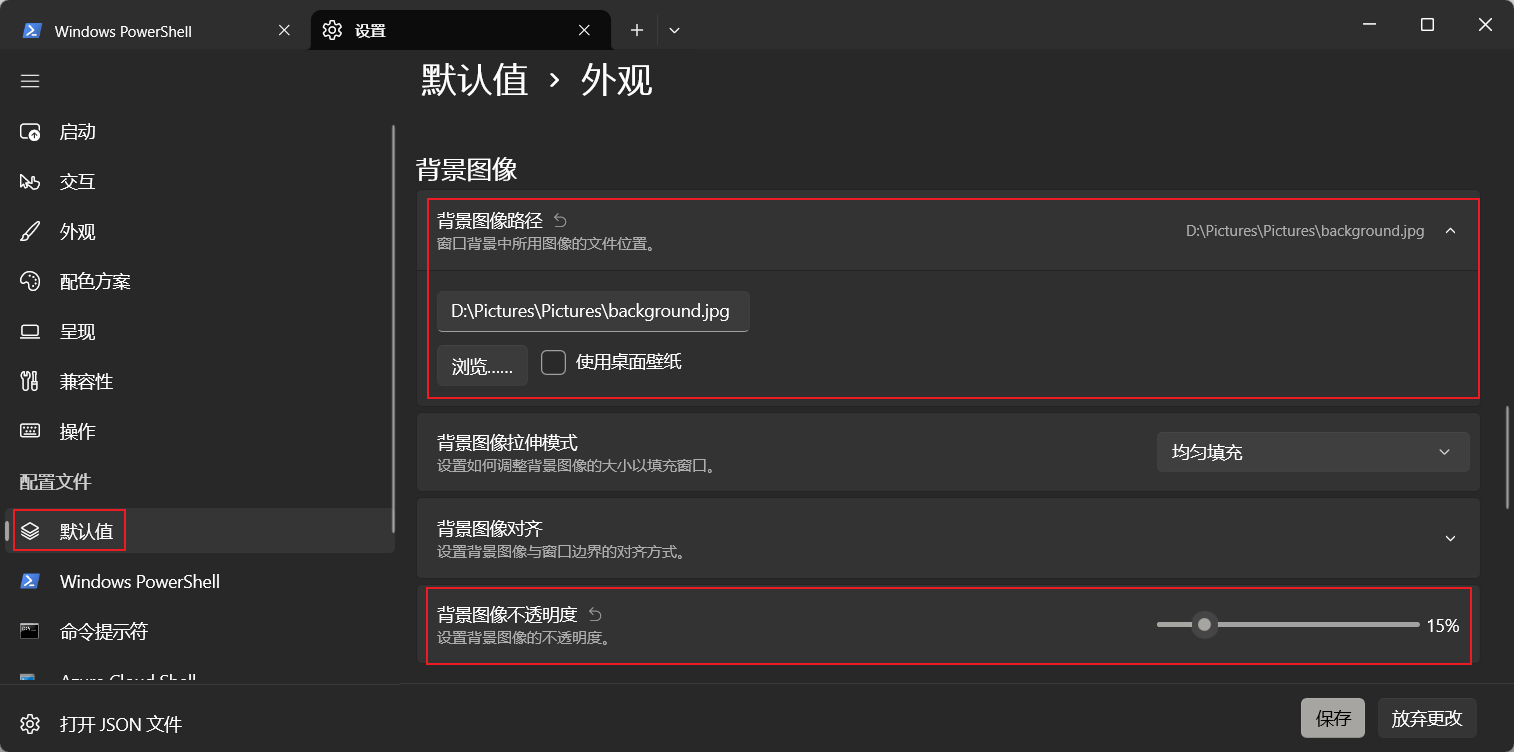 Windows PowerShell
设置
默认值 › 外观
启动
交互
外观
配色方案
呈现
兼容性
操作
配置文件
默认值
Windows PowerShell
命令提示符
Azure Cloud Shell
打开 JSON 文件
背景图像
背景图像路径
窗口背景中所用图像的文件位置。
D:\Pictures\Pictures\background.jpg
D:\Pictures\Pictures\background.jpg
浏览...... 使用桌面壁纸
背景图像拉伸模式
设置如何调整背景图像的大小以填充窗口。
均匀填充
背景图像对齐
设置背景图像与窗口边界的对齐方式。
背景图像不透明度
设置背景图像的不透明度。
15%
保存 放弃更改